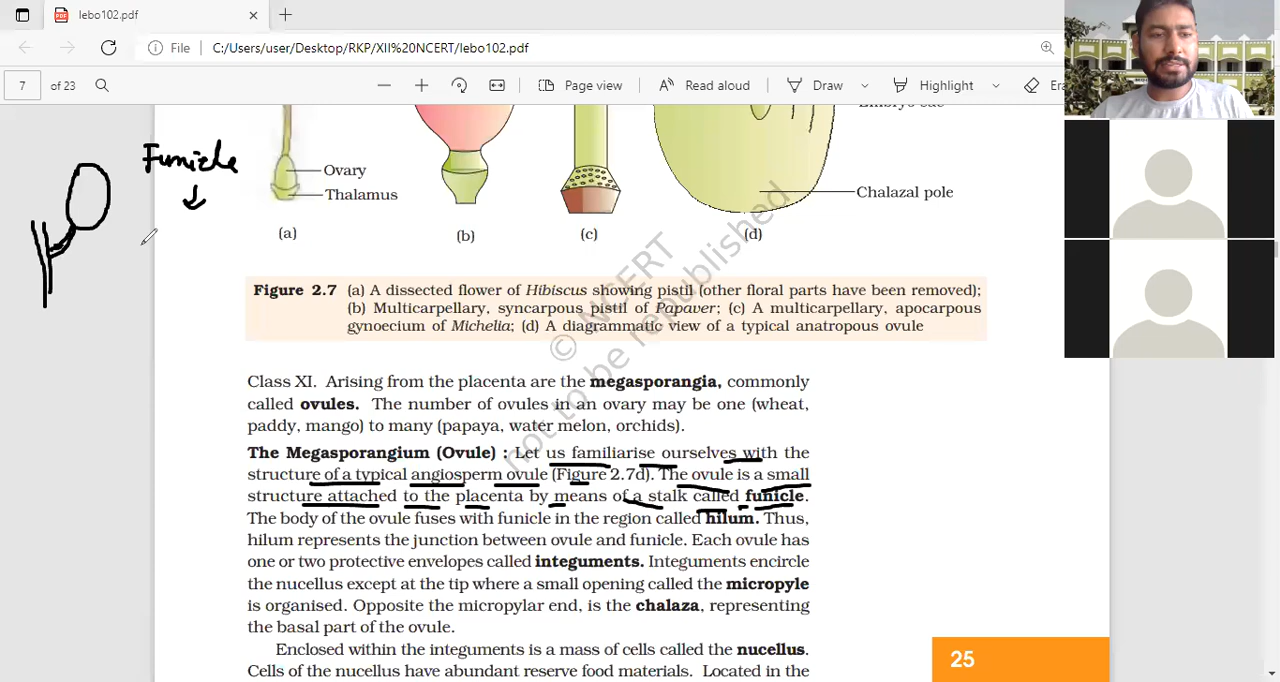 lebo102.pdf
File C:/Users/user/Desktop/RKP/XII%20NCERT/lebo102.pdf
7 of 23 Page view Read aloud Draw Highlight
Funicle
Ovary
Thalamus
Chalazal pole
(a) (b) (c) (d)
Figure 2.7 (a) A dissected flower of Hibiscus showing pistil (other floral parts have been removed);
(b) Multicarpellary, syncarpous pistil of Papaver; (c) A multicarpellary, apocarpous
gynoecium of Michelia; (d) A diagrammatic view of a typical anatropous ovule
© NCERT
not to be republished
Class XI. Arising from the placenta are the megasporangia, commonly
called ovules. The number of ovules in an ovary may be one (wheat,
paddy, mango) to many (papaya, water melon, orchids).
The Megasporangium (Ovule) : Let us familiarise ourselves with the
structure of a typical angiosperm ovule (Figure 2.7d). The ovule is a small
structure attached to the placenta by means of a stalk called funicle.
The body of the ovule fuses with funicle in the region called hilum. Thus,
hilum represents the junction between ovule and funicle. Each ovule has
one or two protective envelopes called integuments. Integuments encircle
the nucellus except at the tip where a small opening called the micropyle
is organised. Opposite the micropylar end, is the chalaza, representing
the basal part of the ovule.
Enclosed within the integuments is a mass of cells called the nucellus.
Cells of the nucellus have abundant reserve food materials. Located in the
25